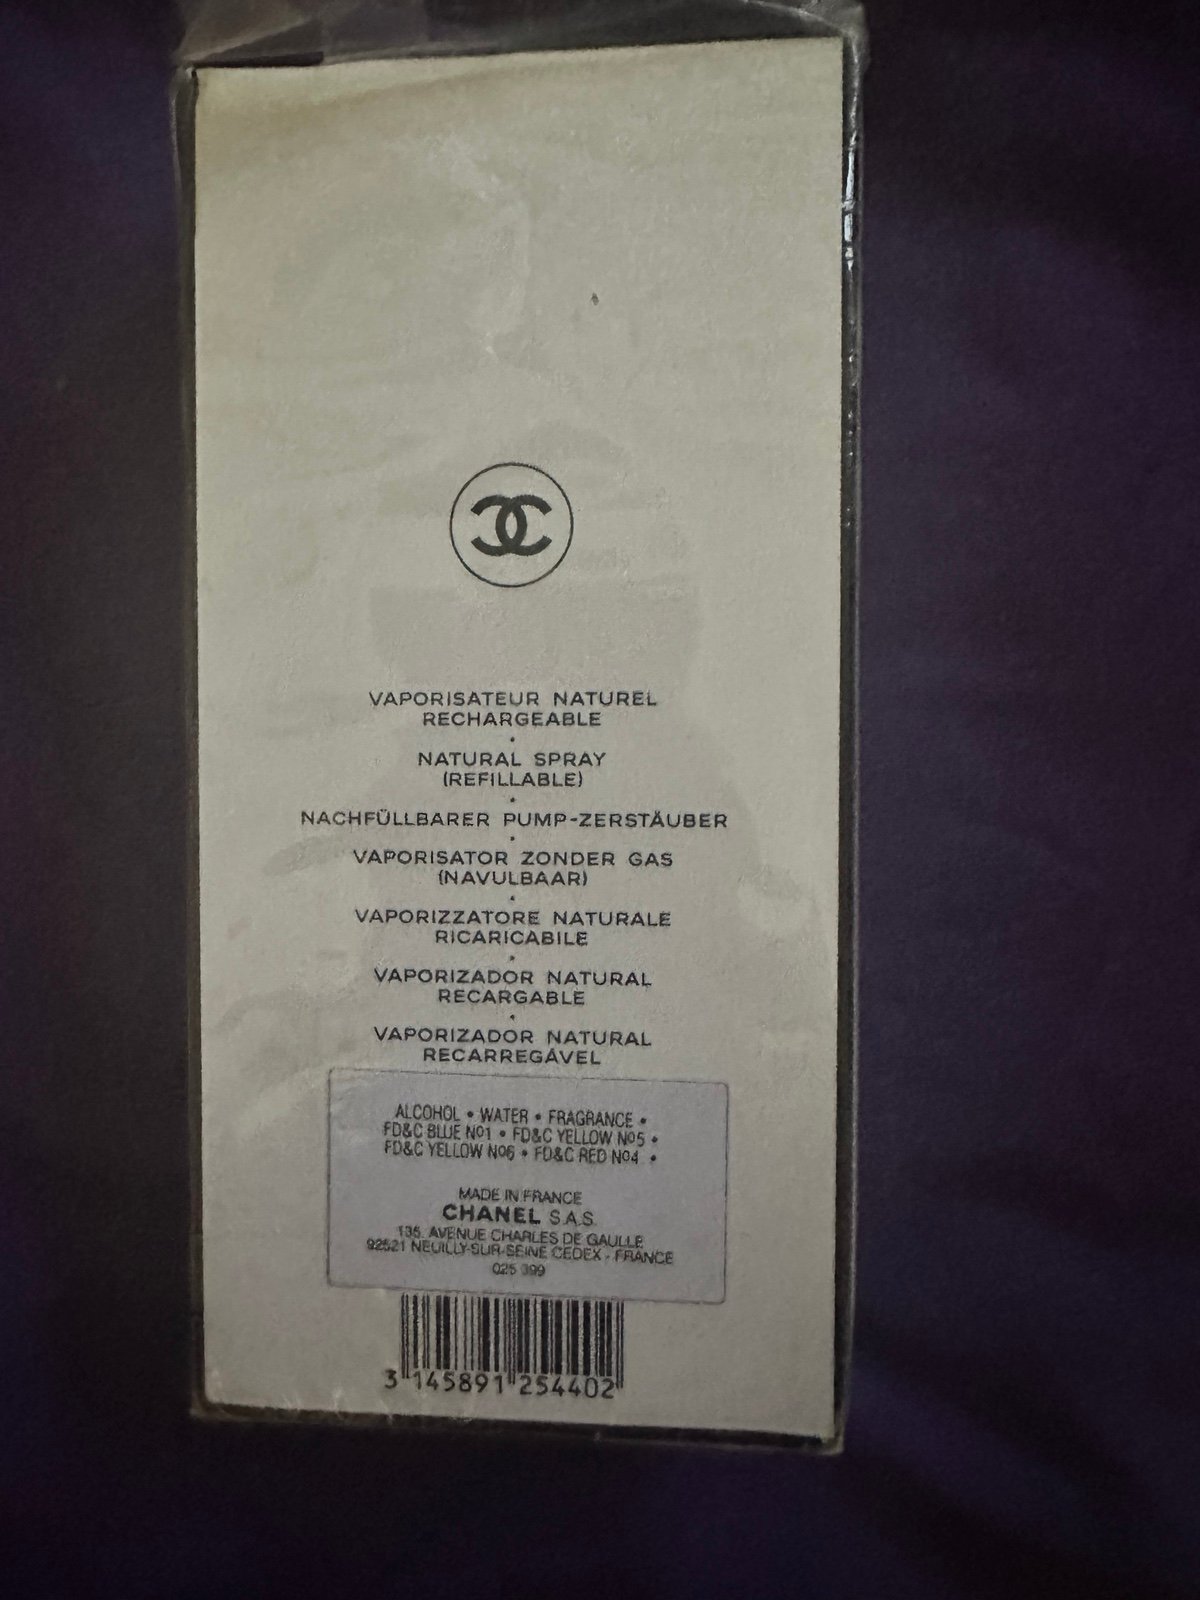 VAPORISATEUR NATUREL
RECHARGEABLE
•
NATURAL SPRAY
(REFILLABLE)
•
NACHFÜLLBARER PUMP-ZERSTÄUBER
•
VAPORISATOR ZONDER GAS
(NAVULBAAR)
•
VAPORIZZATORE NATURALE
RICARICABILE
•
VAPORIZADOR NATURAL
RECARGABLE
•
VAPORIZADOR NATURAL
RECARREGÁVEL
ALCOHOL • WATER • FRAGRANCE •
FD&C BLUE Nº1 • FD&C YELLOW Nº5 •
FD&C YELLOW Nº6 • FD&C RED Nº4 •
MADE IN FRANCE
CHANEL S.A.S.
135, AVENUE CHARLES DE GAULLE
92521 NEUILLY-SUR-SEINE CEDEX - FRANCE
025 399
3 145891 254402